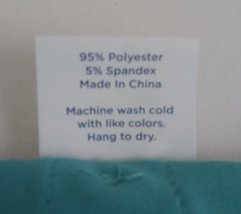 95% Polyester
5% Spandex
Made In China
Machine wash cold
with like colors.
Hang to dry.